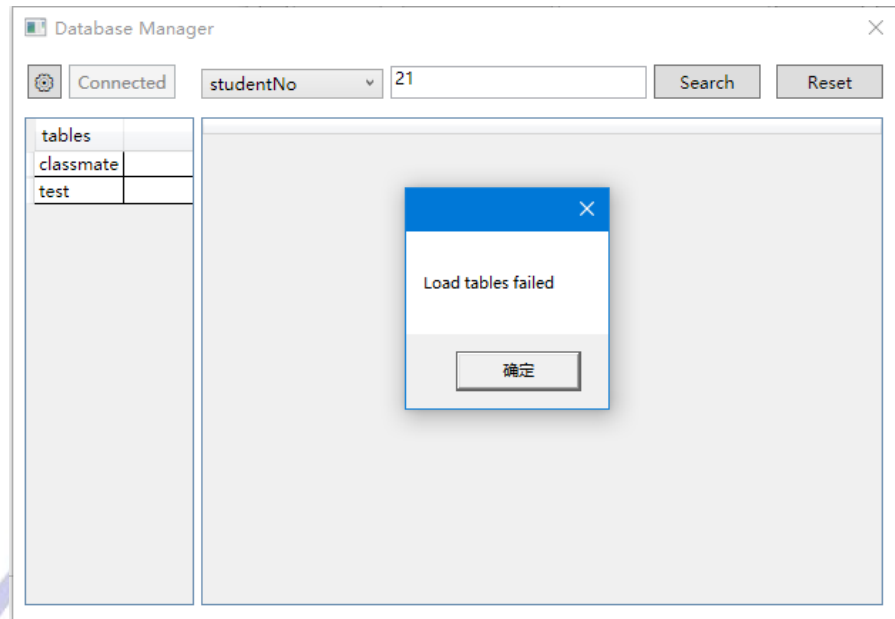 Database Manager
Connected studentNo 21 Search Reset
tables
classmate
test
Load tables failed
确定